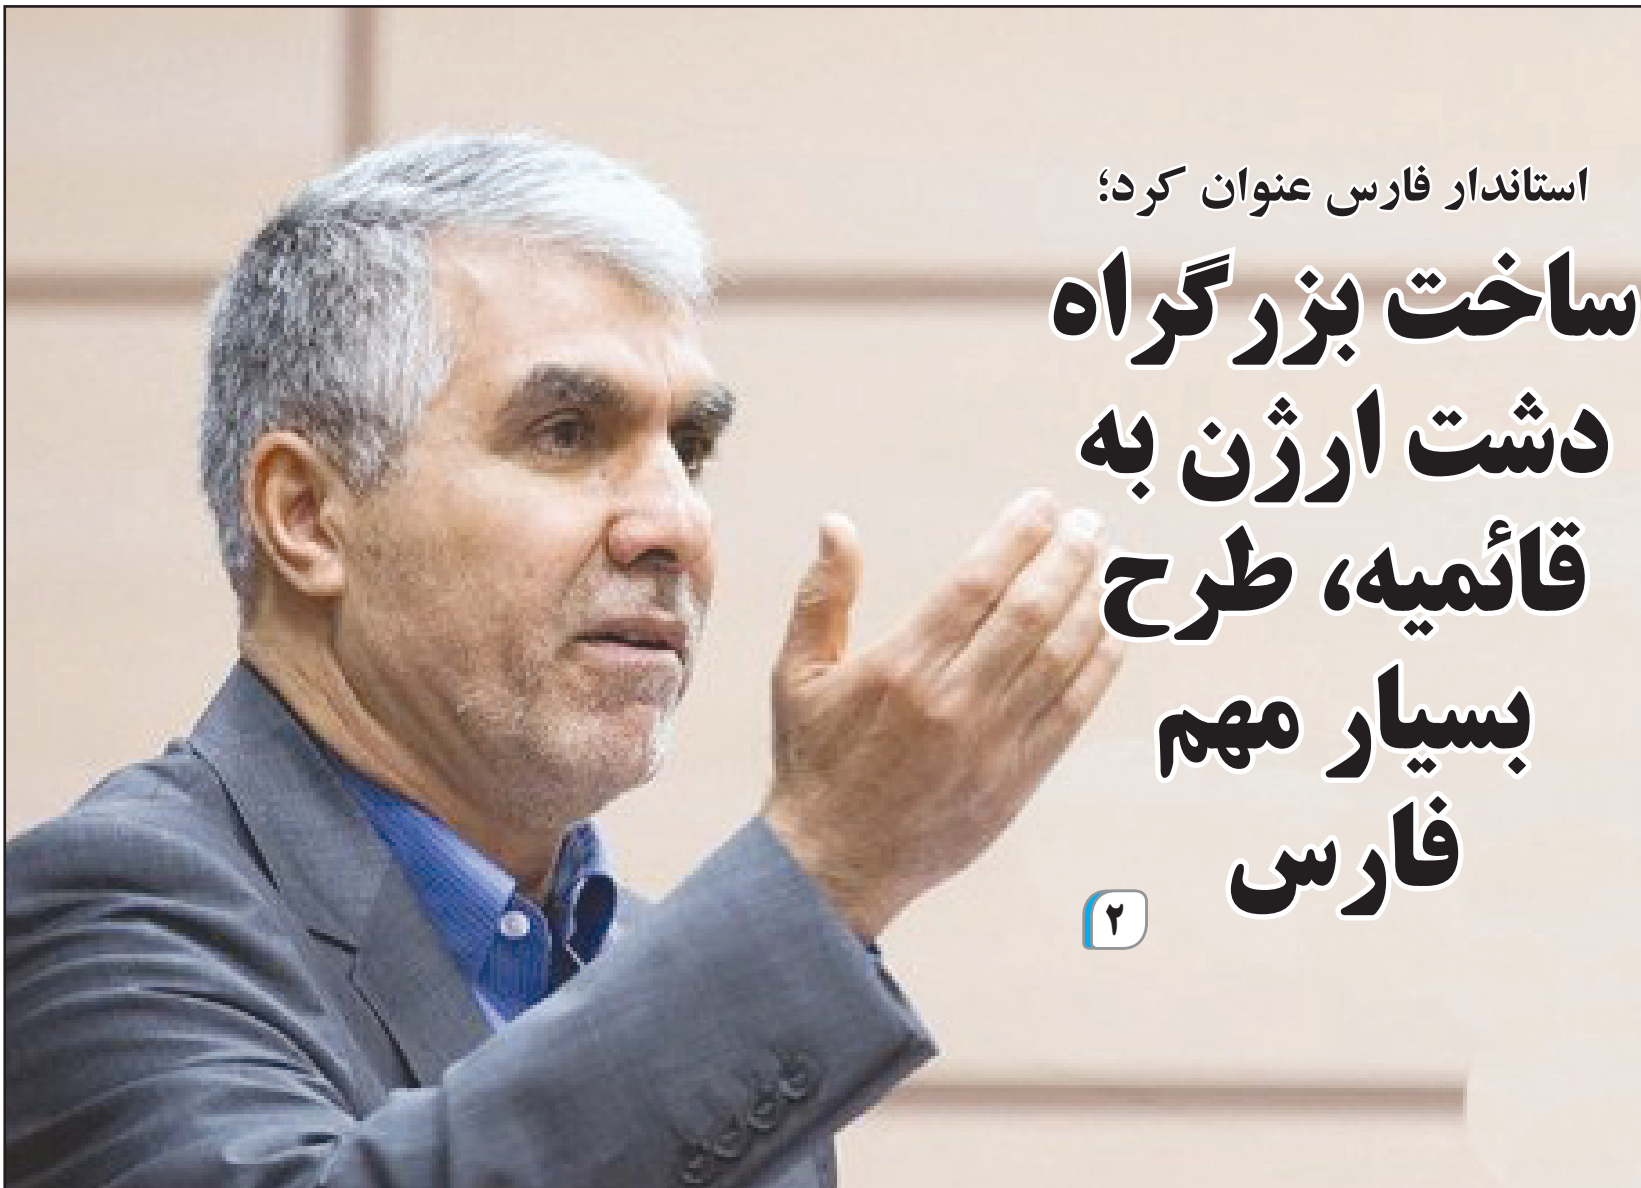 استاندار فارس عنوان کرد؛
ساخت بزرگراه
دشت ارژن به
قائمیه، طرح
بسیار مهم
فارس
۲